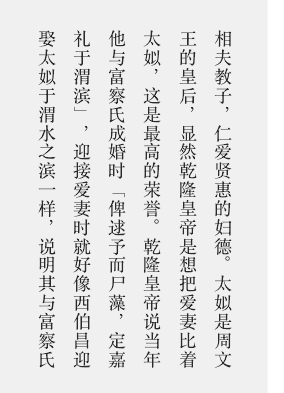 相夫教子，仁爱贤惠的妇德。太姒是周文
王的皇后，显然乾隆皇帝是想把爱妻比着
太姒，这是最高的荣誉。乾隆皇帝说当年
他与富察氏成婚时「俾逑予而尸藻，定嘉
礼于渭滨」，迎接爱妻时就好像西伯昌迎
娶太姒于渭水之滨一样，说明其与富察氏